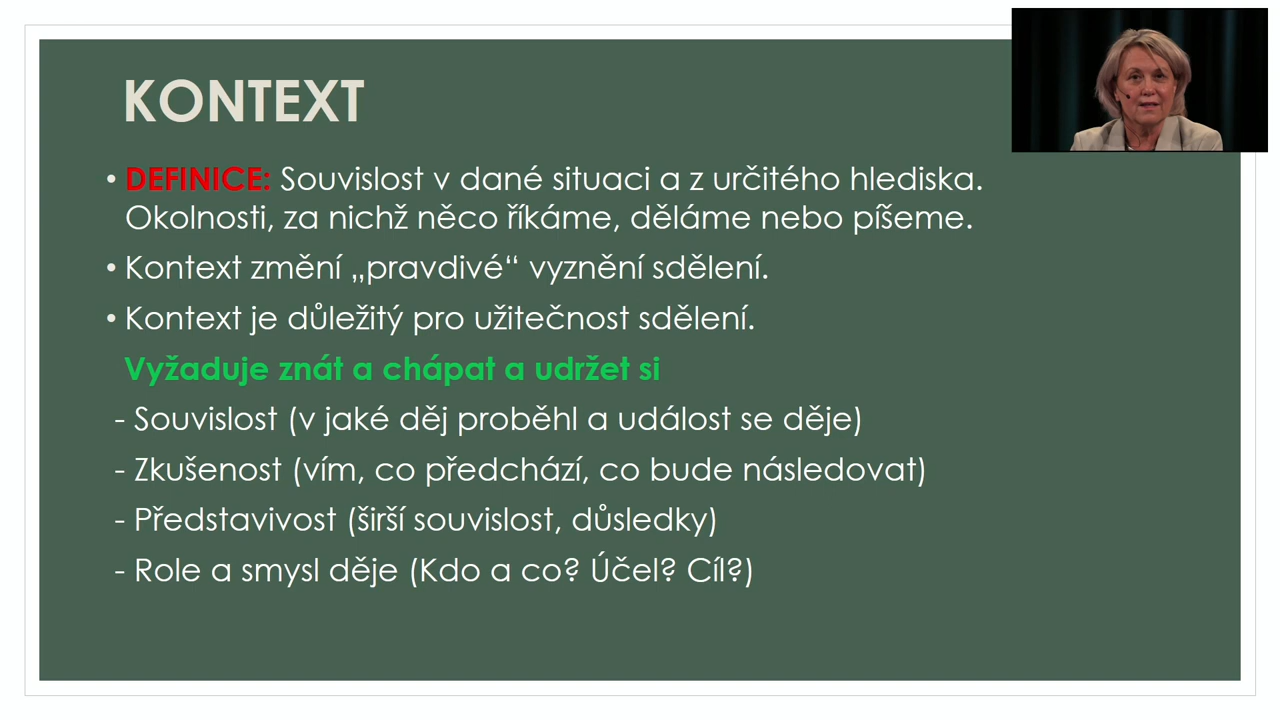 KONTEXT
• DEFINICE: Souvislost v dané situaci a z určitého hlediska.
Okolnosti, za nichž něco říkáme, děláme nebo píšeme.
• Kontext změní „pravdivé“ vyznění sdělení.
• Kontext je důležitý pro užitečnost sdělení.
Vyžaduje znát a chápat a udržet si
- Souvislost (v jaké děj proběhl a událost se děje)
- Zkušenost (vím, co předchází, co bude následovat)
- Představivost (širší souvislost, důsledky)
- Role a smysl děje (Kdo a co? Účel? Cíl?)